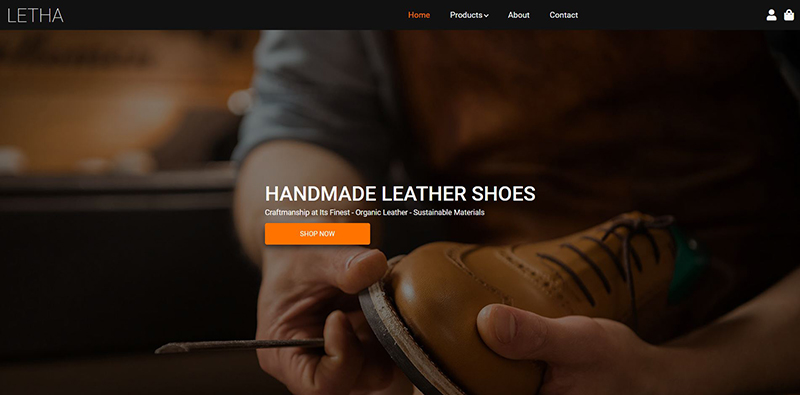 LETHA
Home Products About Contact
HANDMADE LEATHER SHOES
Craftmanship at Its Finest - Organic Leather - Sustainable Materials
SHOP NOW